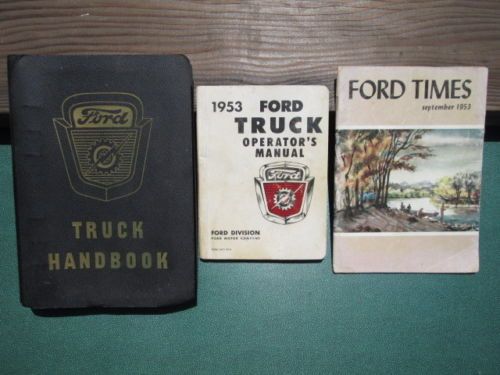 Ford
TRUCK
HANDBOOK
1953 FORD
TRUCK
OPERATOR'S
MANUAL
Ford
FORD DIVISION
FORD MOTOR COMPANY
FORD TIMES
september 1953